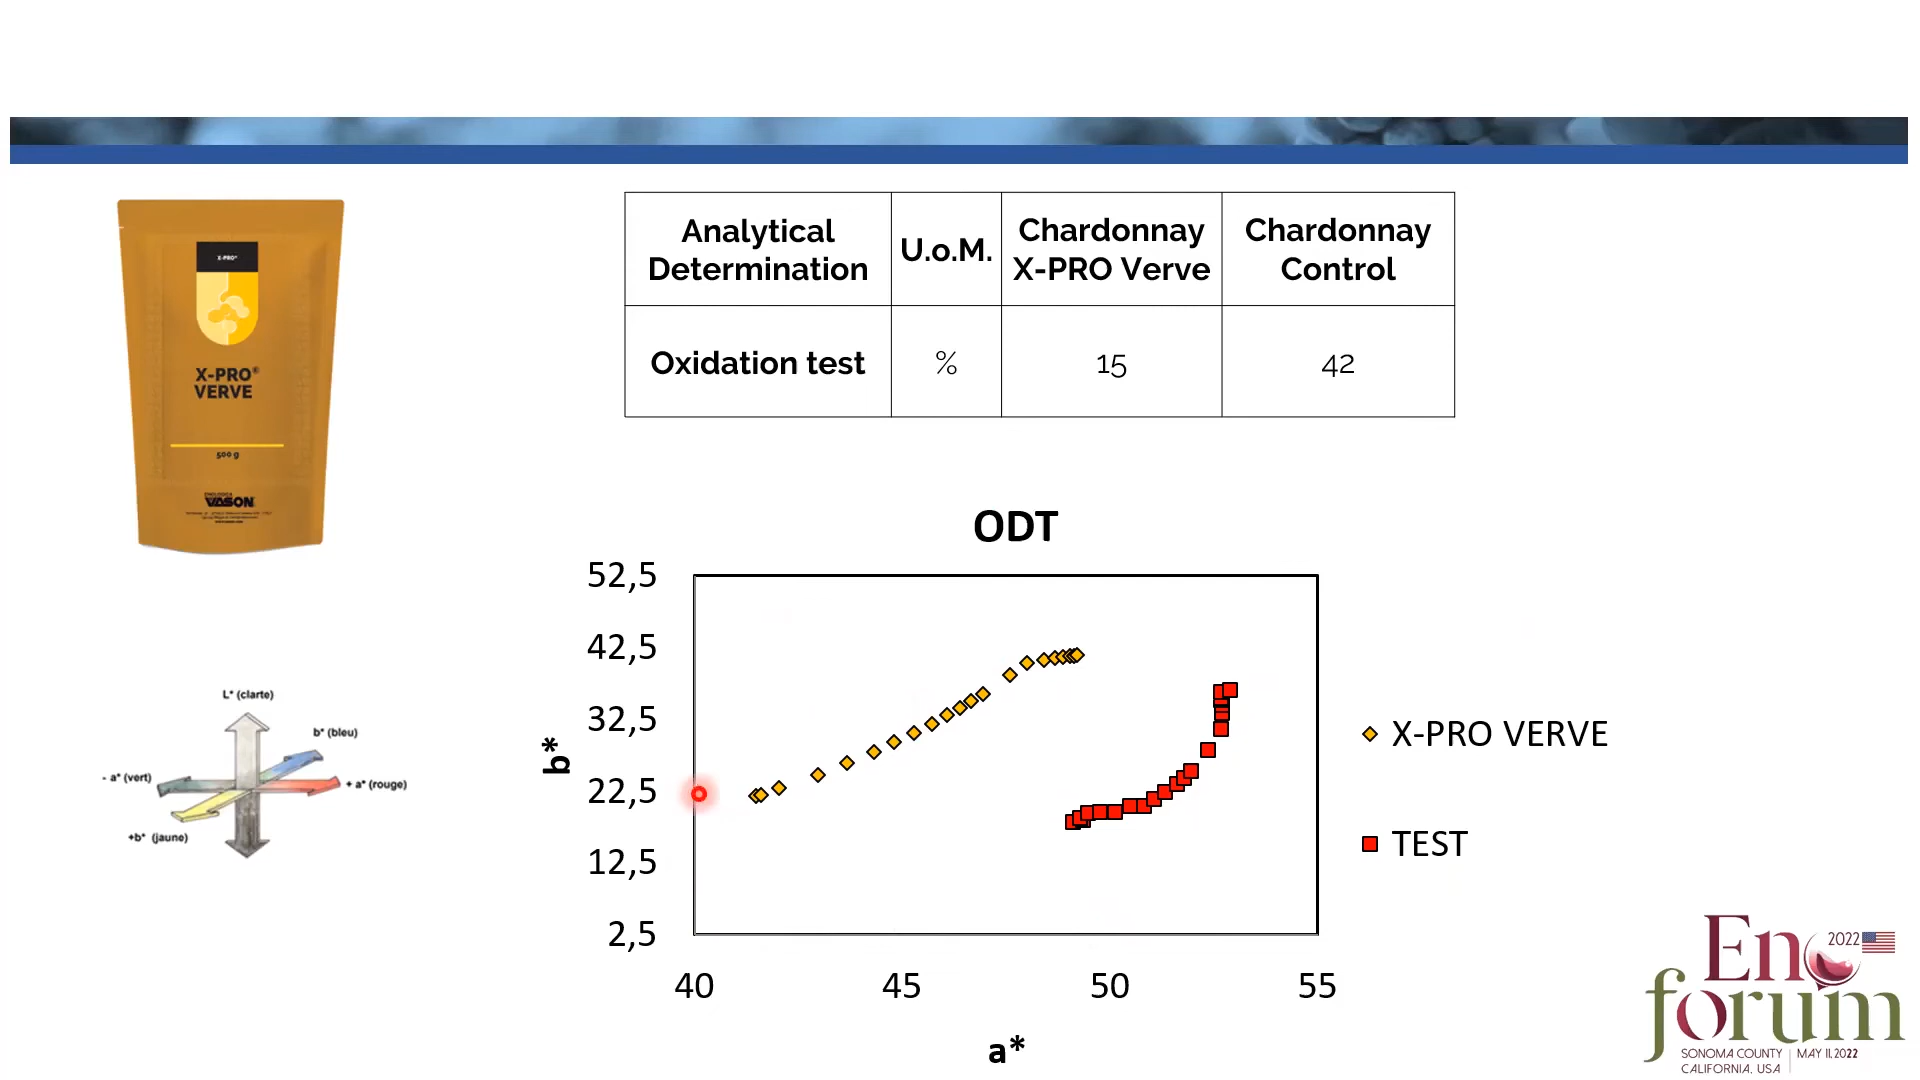 Analytical Determination
U.o.M.
Chardonnay X-PRO Verve
Chardonnay Control
Oxidation test
%
15
42
X-PRO®
X-PRO®
VERVE
500 g
VASON
ODT
52,5
42,5
32,5
22,5
12,5
2,5
b*
40
45
50
55
a*
X-PRO VERVE
TEST
L* (clarte)
b* (bleu)
- a* (vert)
+ a* (rouge)
+b* (jaune)
Eno
2022
forum
SONOMA COUNTY | MAY 11, 2022
CALIFORNIA, USA